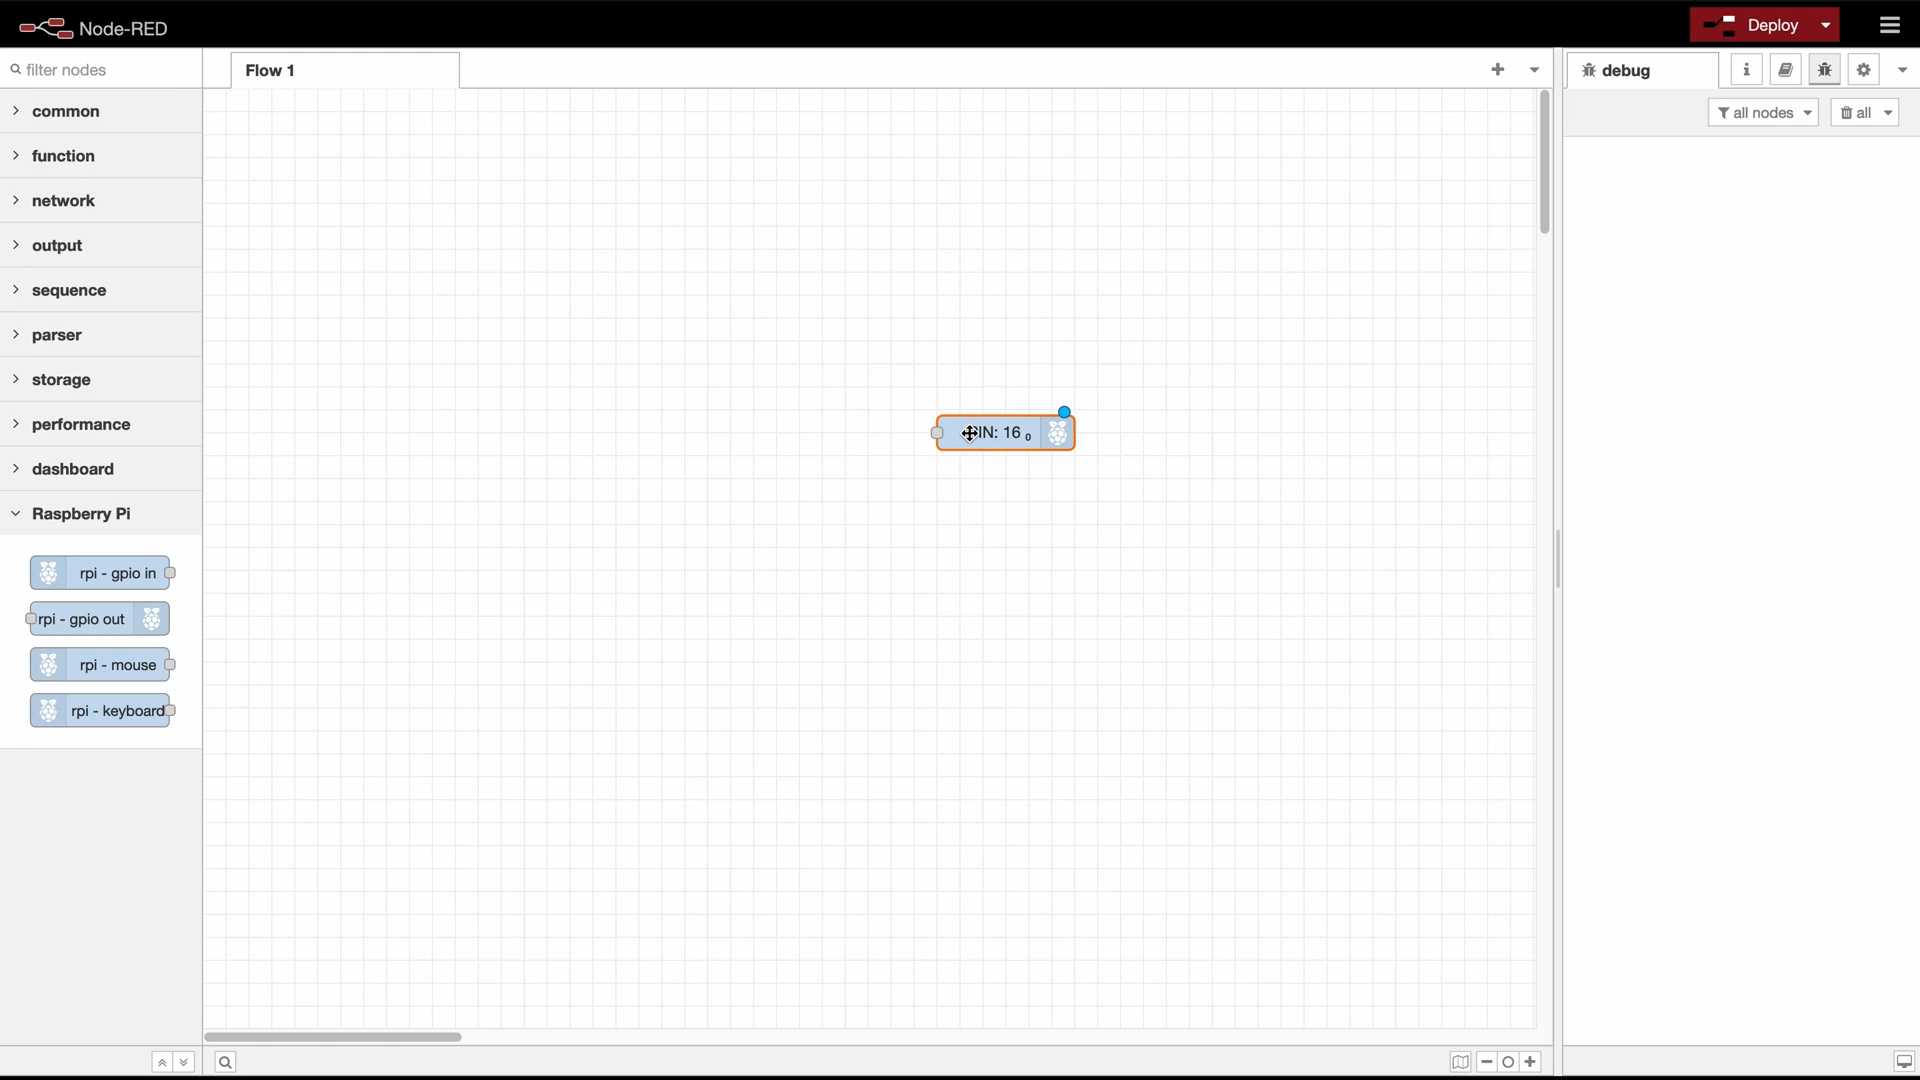 Node-RED
Deploy
filter nodes
Flow 1
debug
i
all nodes
all
common
function
network
output
sequence
parser
storage
performance
dashboard
Raspberry Pi
rpi - gpio in
rpi - gpio out
rpi - mouse
rpi - keyboard
16 0